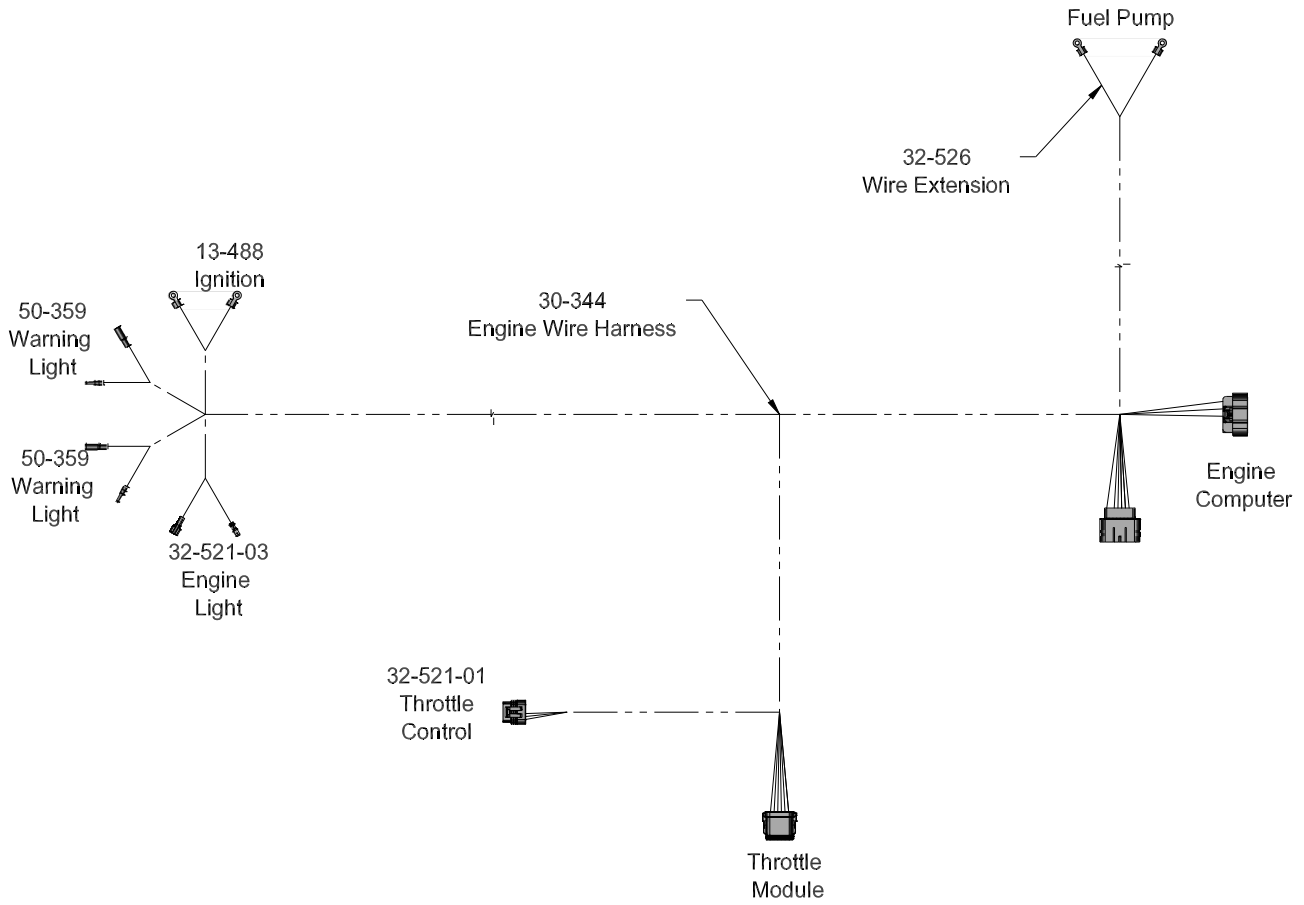 Fuel Pump
32-526
Wire Extension
13-488
Ignition
50-359
Warning
Light
30-344
Engine Wire Harness
50-359
Warning
Light
Engine
Computer
32-521-03
Engine
Light
32-521-01
Throttle
Control
Throttle
Module